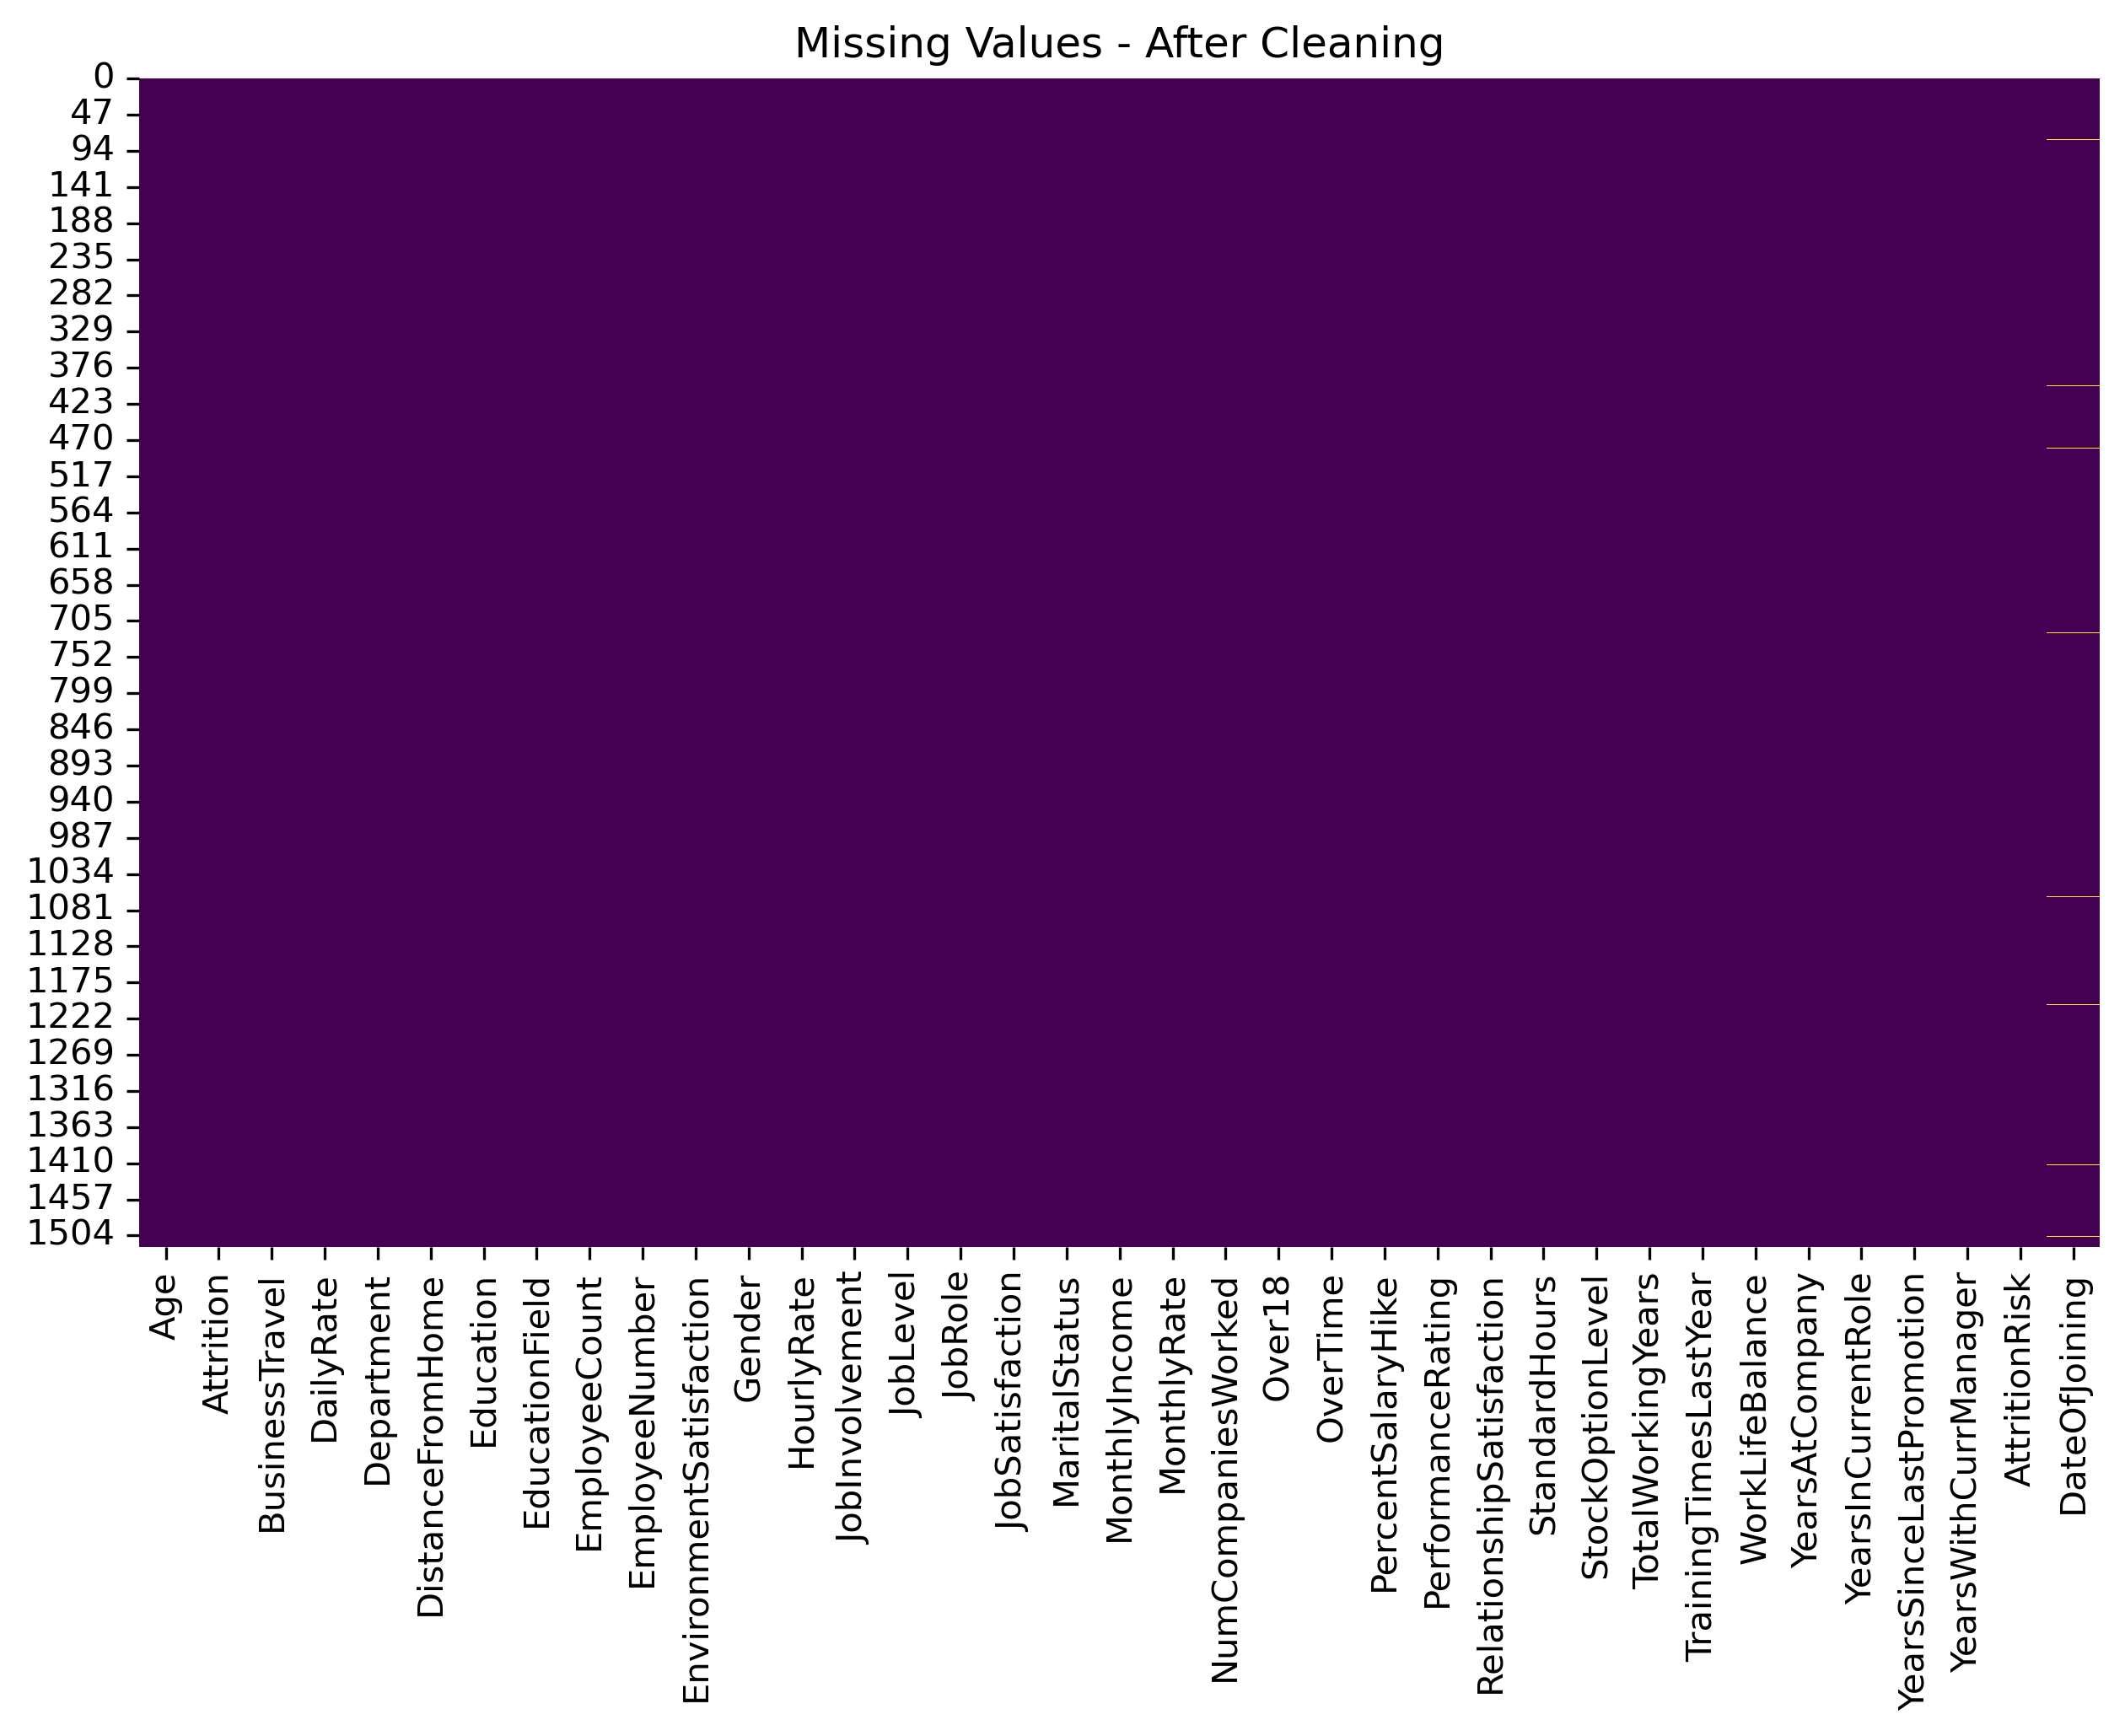 Missing Values - After Cleaning
0
47
94
141
188
235
282
329
376
423
470
517
564
611
658
705
752
799
846
893
940
987
1034
1081
1128
1175
1222
1269
1316
1363
1410
1457
1504
Age
Attrition
BusinessTravel
DailyRate
Department
DistanceFromHome
Education
EducationField
EmployeeCount
EmployeeNumber
EnvironmentSatisfaction
Gender
HourlyRate
JobInvolvement
JobLevel
JobRole
JobSatisfaction
MaritalStatus
MonthlyIncome
MonthlyRate
NumCompaniesWorked
Over18
OverTime
PercentSalaryHike
PerformanceRating
RelationshipSatisfaction
StandardHours
StockOptionLevel
TotalWorkingYears
TrainingTimesLastYear
WorkLifeBalance
YearsAtCompany
YearsInCurrentRole
YearsSinceLastPromotion
YearsWithCurrManager
AttritionRisk
DateOfJoining